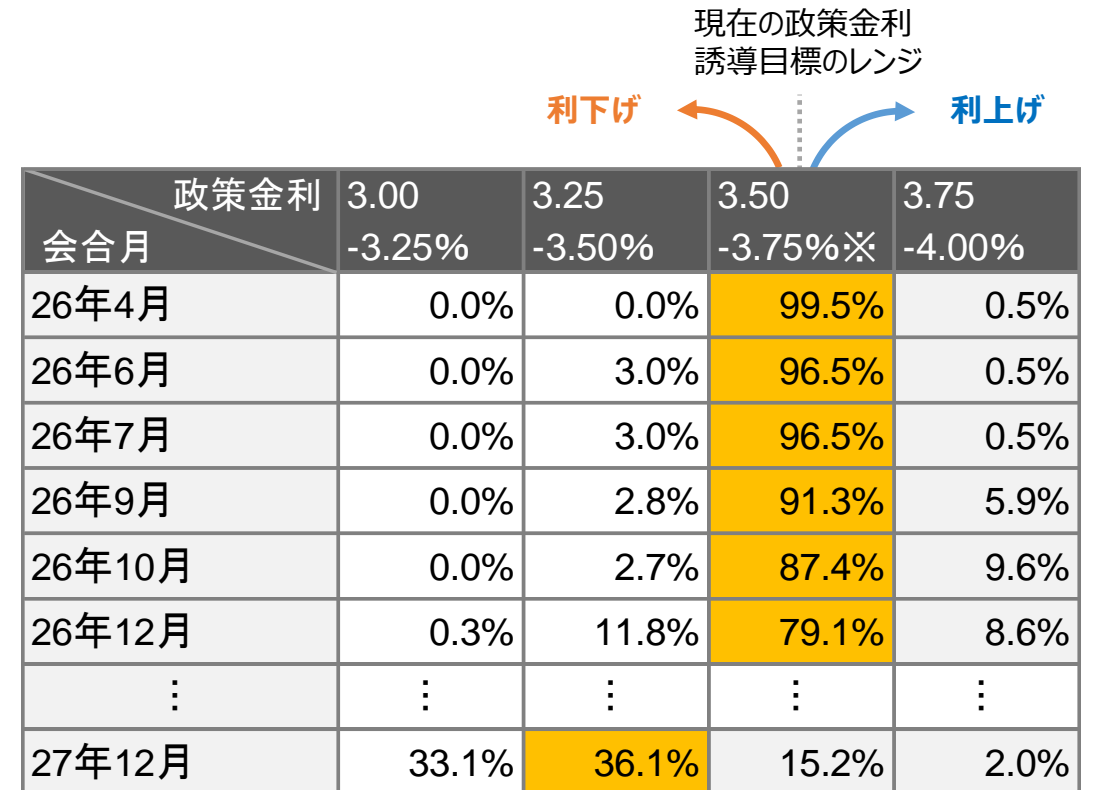 現在の政策金利
誘導目標のレンジ
利下げ 利上げ
政策金利 3.00 3.25 3.50 3.75
会合月 -3.25% -3.50% -3.75%※ -4.00%
26年4月 0.0% 0.0% 99.5% 0.5%
26年6月 0.0% 3.0% 96.5% 0.5%
26年7月 0.0% 3.0% 96.5% 0.5%
26年9月 0.0% 2.8% 91.3% 5.9%
26年10月 0.0% 2.7% 87.4% 9.6%
26年12月 0.3% 11.8% 79.1% 8.6%
⋮ ⋮ ⋮ ⋮ ⋮
27年12月 33.1% 36.1% 15.2% 2.0%